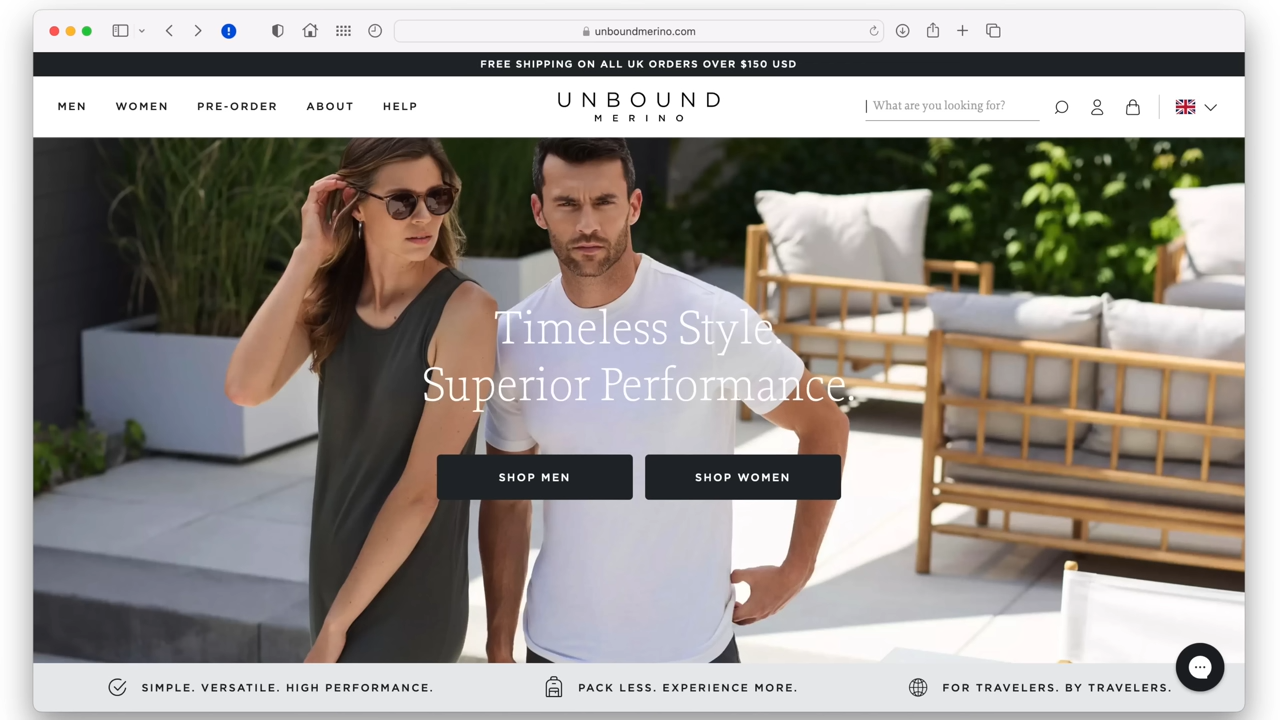 unboundmerino.com
FREE SHIPPING ON ALL UK ORDERS OVER $150 USD
MEN WOMEN PRE-ORDER ABOUT HELP
UNBOUND
MERINO
What are you looking for?
Timeless Style.
Superior Performance.
SHOP MEN SHOP WOMEN
SIMPLE. VERSATILE. HIGH PERFORMANCE. PACK LESS. EXPERIENCE MORE. FOR TRAVELERS. BY TRAVELERS.